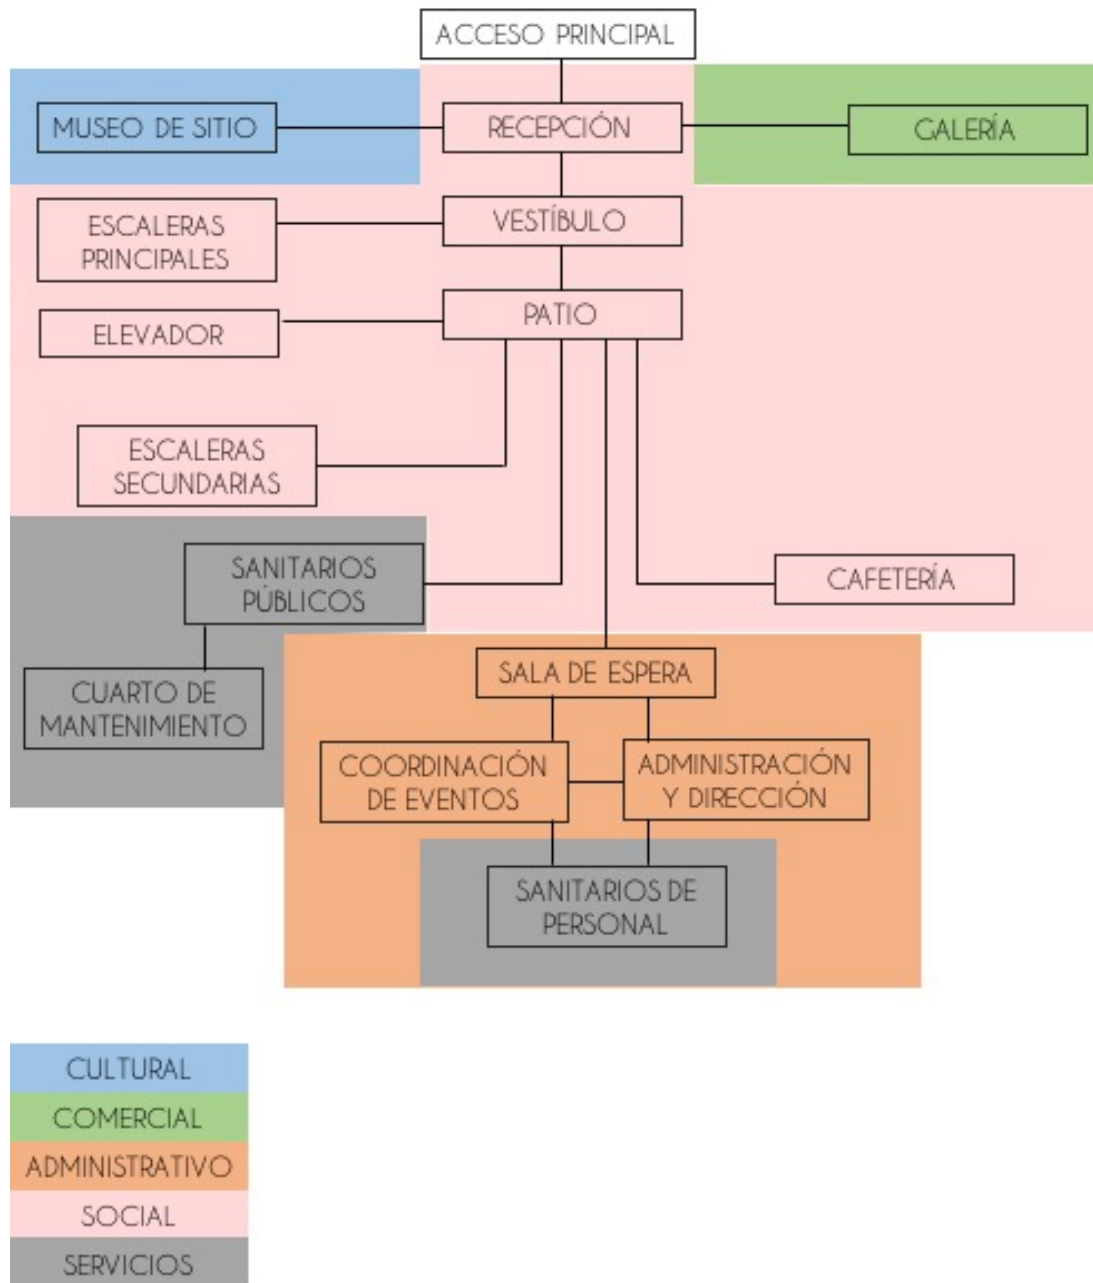 ACCESO PRINCIPAL
MUSEO DE SITIO
RECEPCIÓN
GALERÍA
ESCALERAS
PRINCIPALES
VESTÍBULO
ELEVADOR
PATIO
ESCALERAS
SECUNDARIAS
SANITARIOS
PÚBLICOS
CAFETERÍA
CUARTO DE
MANTENIMIENTO
SALA DE ESPERA
COORDINACIÓN
DE EVENTOS
ADMINISTRACIÓN
Y DIRECCIÓN
SANITARIOS DE
PERSONAL
CULTURAL
COMERCIAL
ADMINISTRATIVO
SOCIAL
SERVICIOS